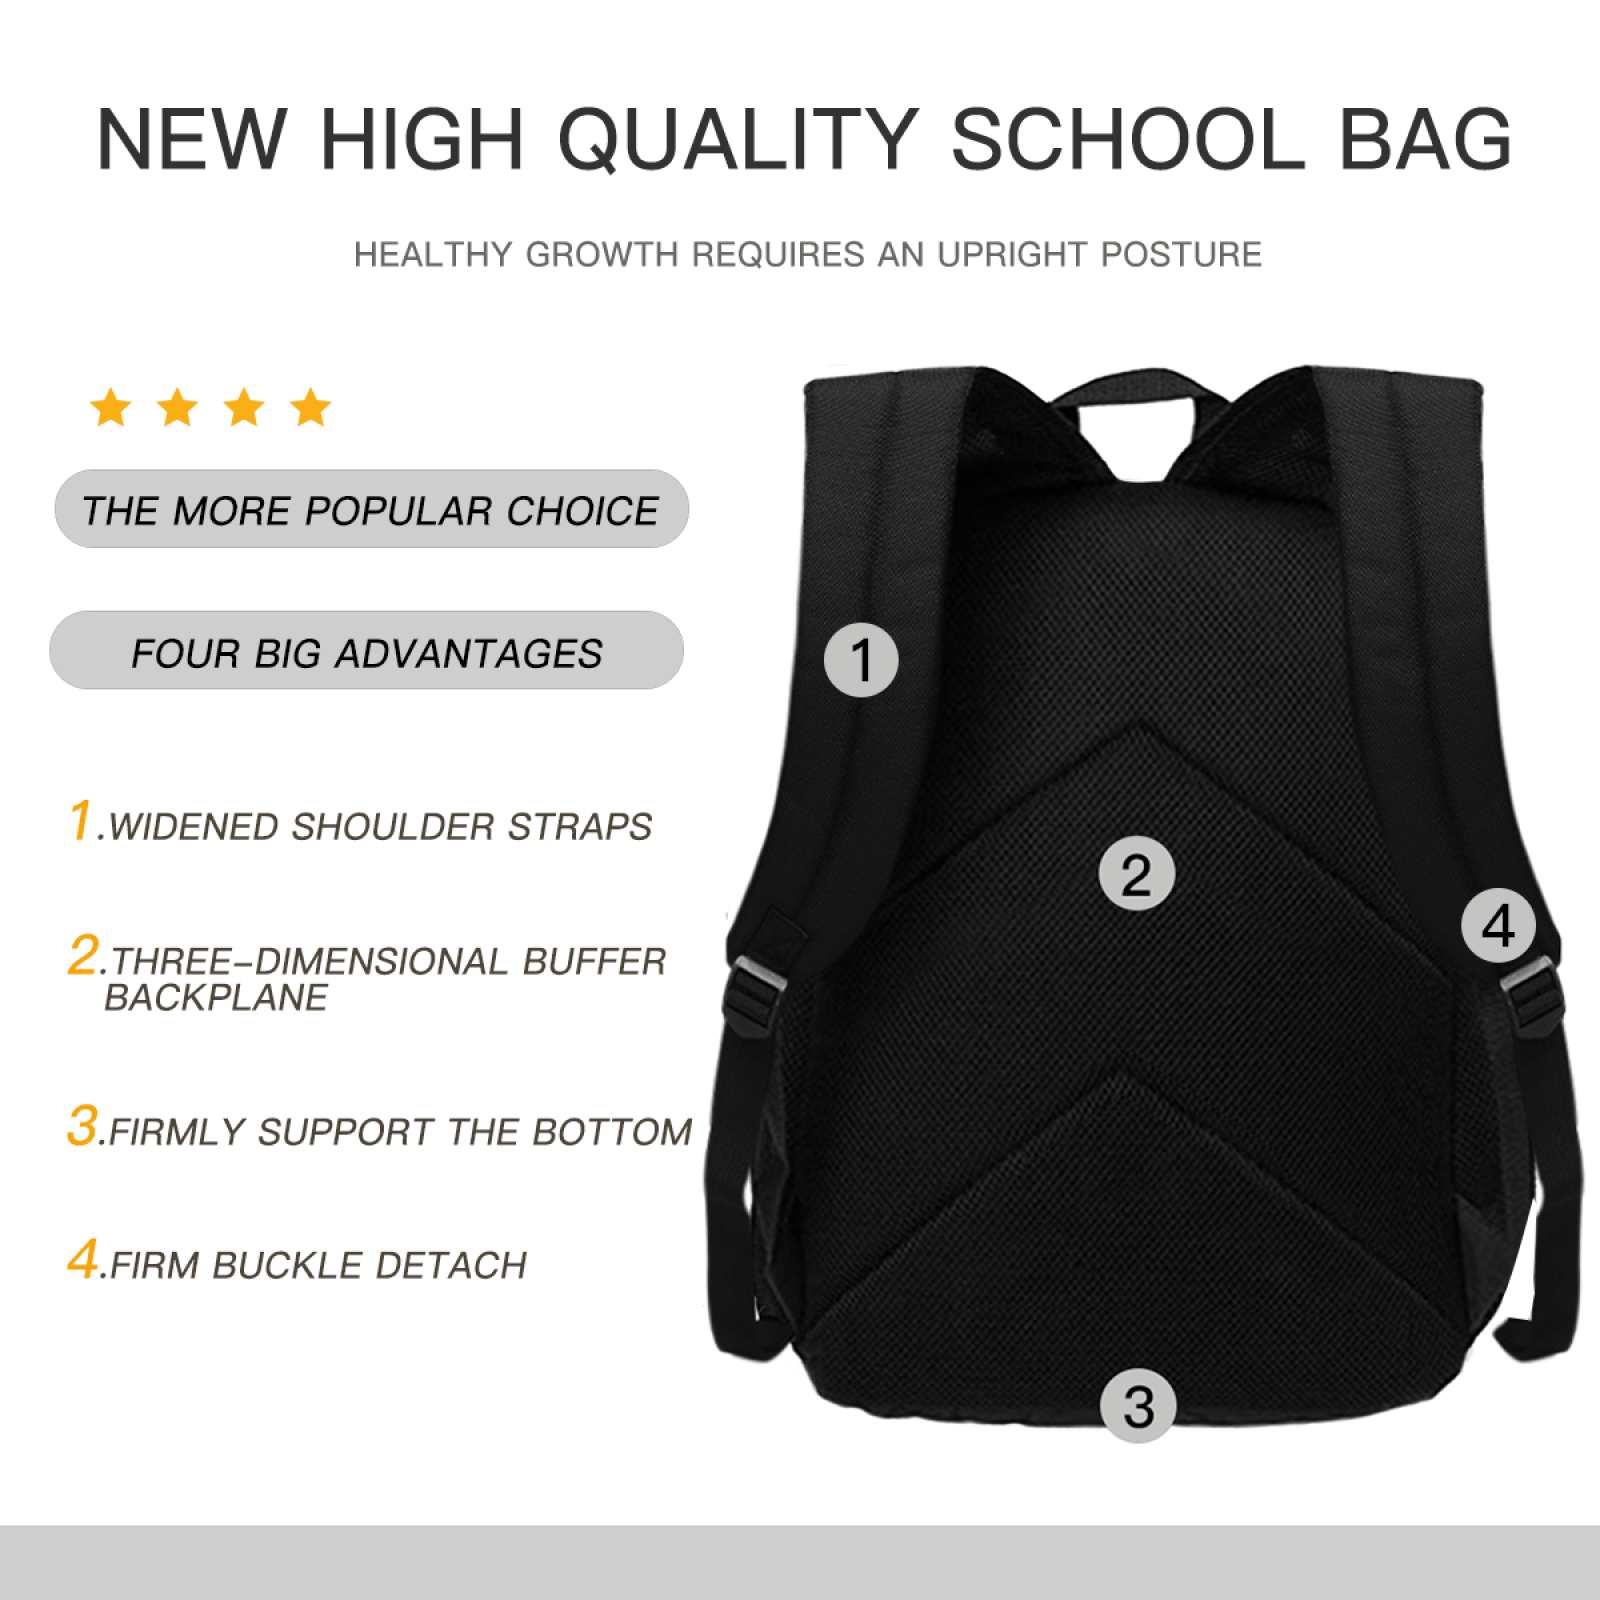 NEW HIGH QUALITY SCHOOL BAG
HEALTHY GROWTH REQUIRES AN UPRIGHT POSTURE
THE MORE POPULAR CHOICE
FOUR BIG ADVANTAGES
1.WIDENED SHOULDER STRAPS
2.THREE-DIMENSIONAL BUFFER
BACKPLANE
3.FIRMLY SUPPORT THE BOTTOM
4.FIRM BUCKLE DETACH
1
2
4
3